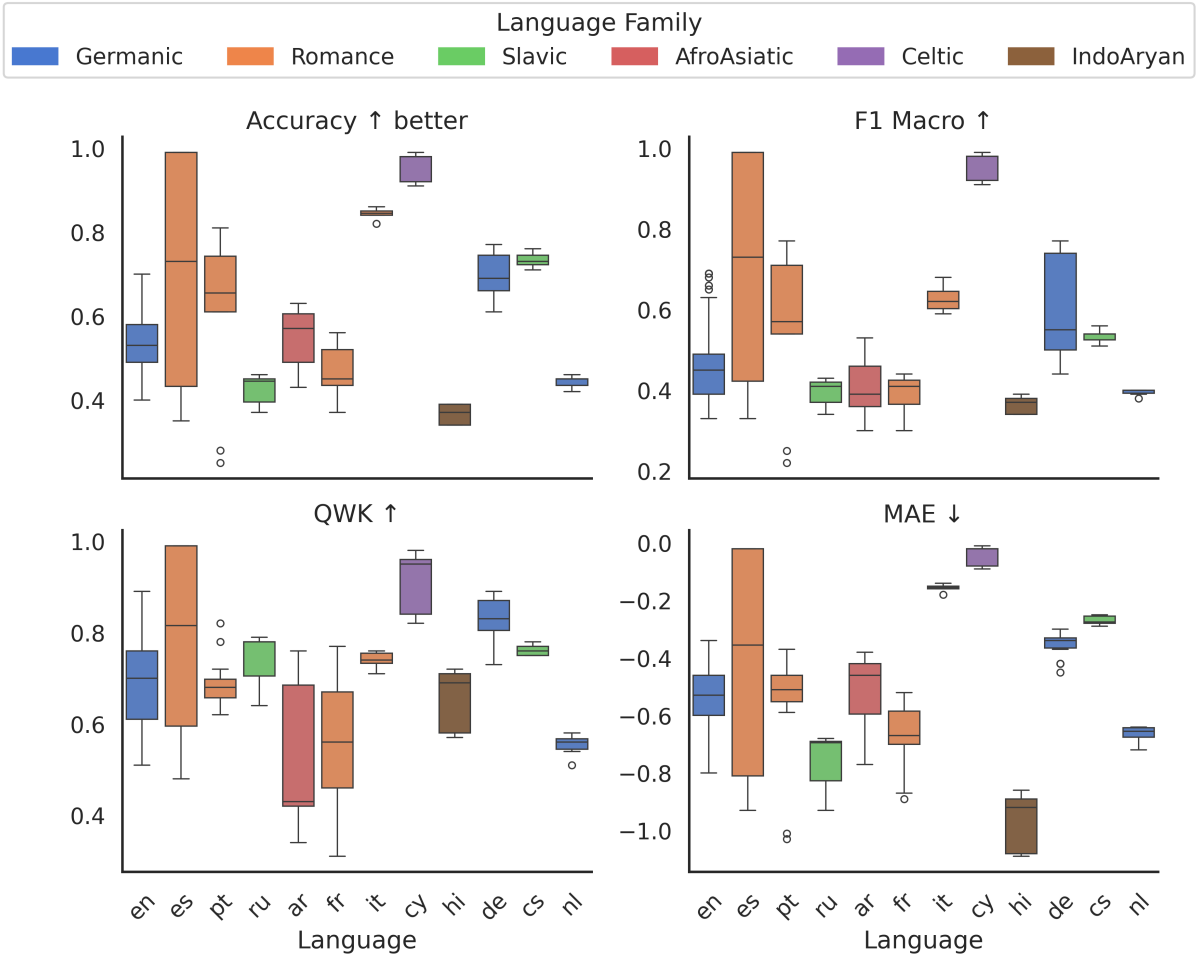 Language Family
Germanic Romance Slavic AfroAsiatic Celtic IndoAryan
Accuracy ↑ better
1.0
0.8
0.6
0.4
F1 Macro ↑
1.0
0.8
0.6
0.4
0.2
QWK ↑
1.0
0.8
0.6
0.4
en es pt ru ar fr it cy hi de cs nl
Language
MAE ↓
0.0
−0.2
−0.4
−0.6
−0.8
−1.0
en es pt ru ar fr it cy hi de cs nl
Language